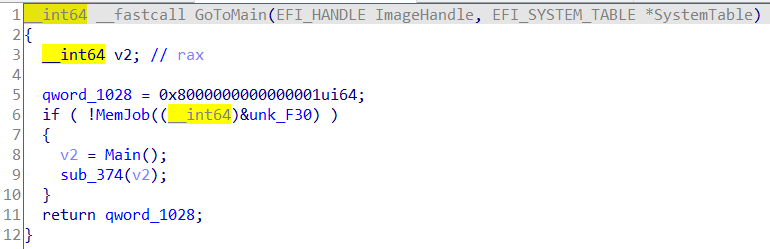 1 __int64 __fastcall GoToMain(EFI_HANDLE ImageHandle, EFI_SYSTEM_TABLE *SystemTable)
2 {
3   __int64 v2; // rax
4
5   qword_1028 = 0x8000000000000001ui64;
6   if ( !MemJob((__int64)&unk_F30) )
7   {
8     v2 = Main();
9     sub_374(v2);
10   }
11   return qword_1028;
12 }